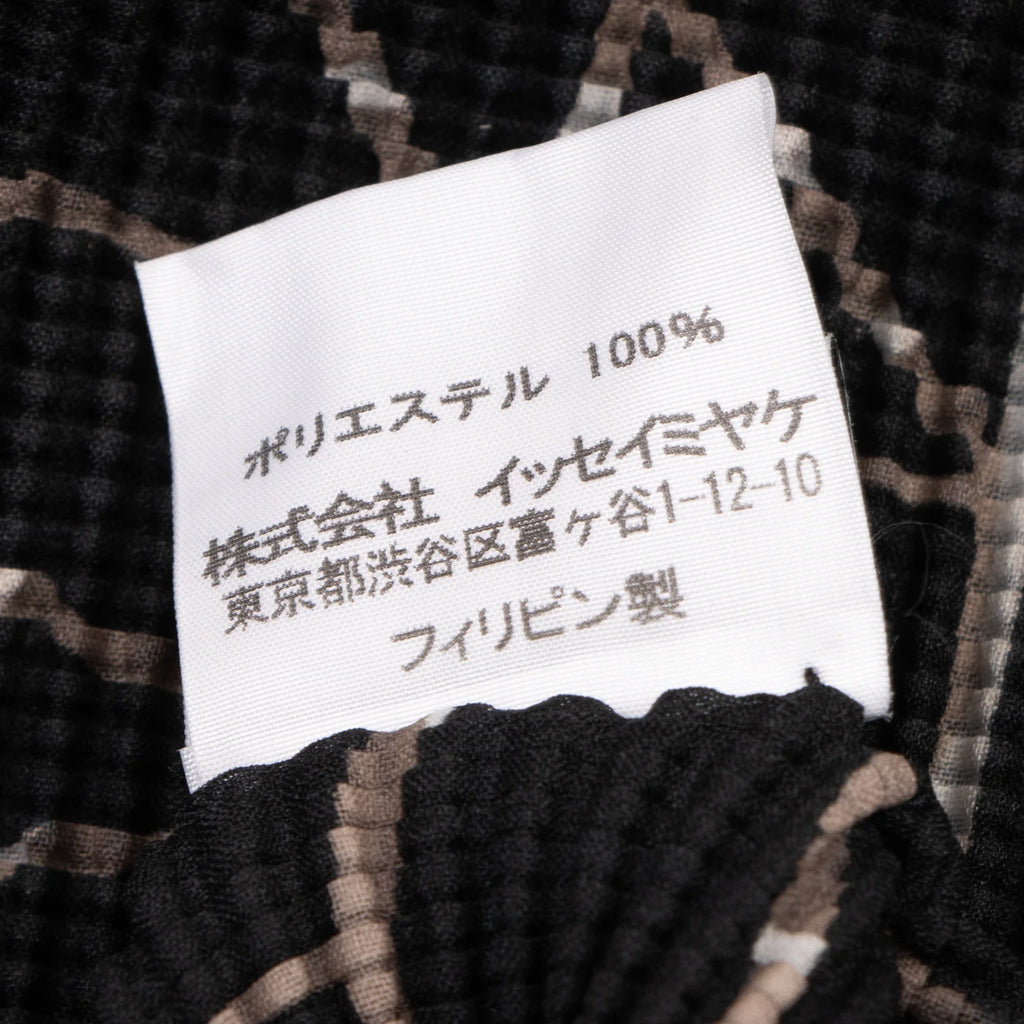 ポリエステル 100%
株式会社 イッセイミヤケ
東京都渋谷区富ヶ谷1-12-10
フィリピン製